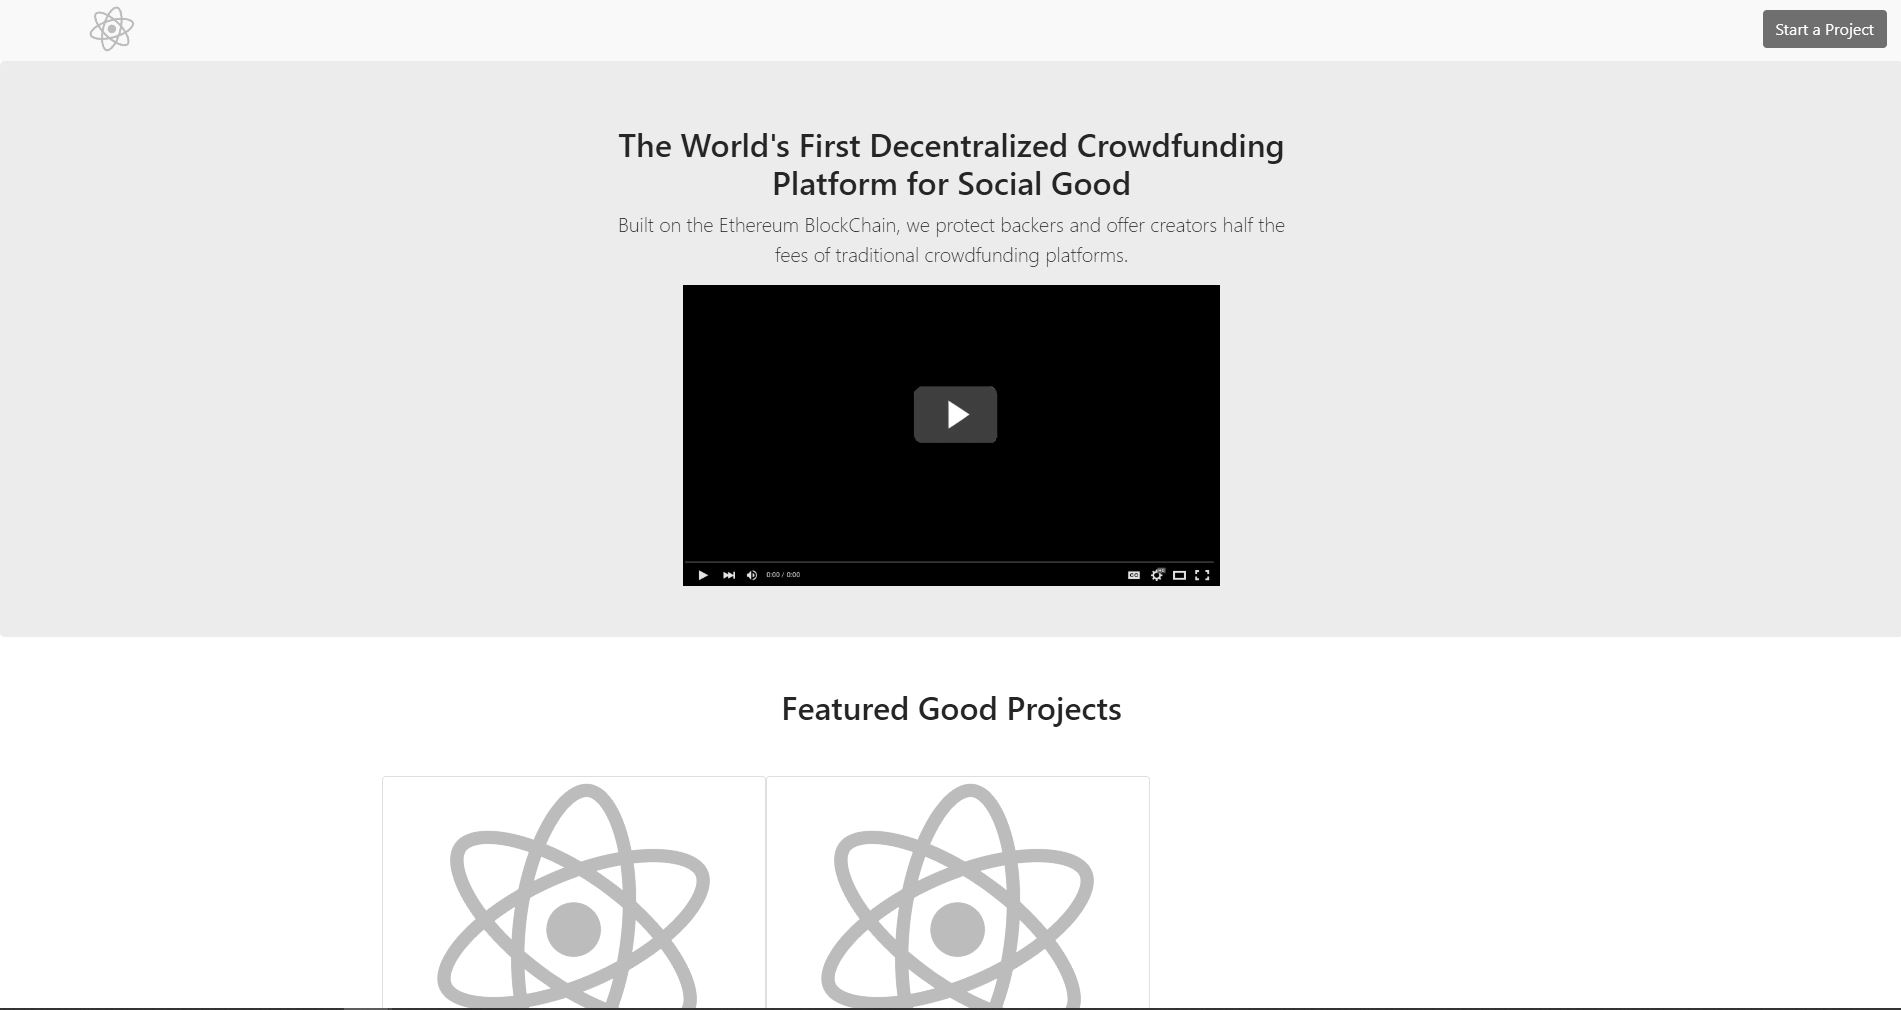 Start a Project
The World's First Decentralized Crowdfunding
Platform for Social Good
Built on the Ethereum BlockChain, we protect backers and offer creators half the
fees of traditional crowdfunding platforms.
0:00 / 0:00
CC
Featured Good Projects